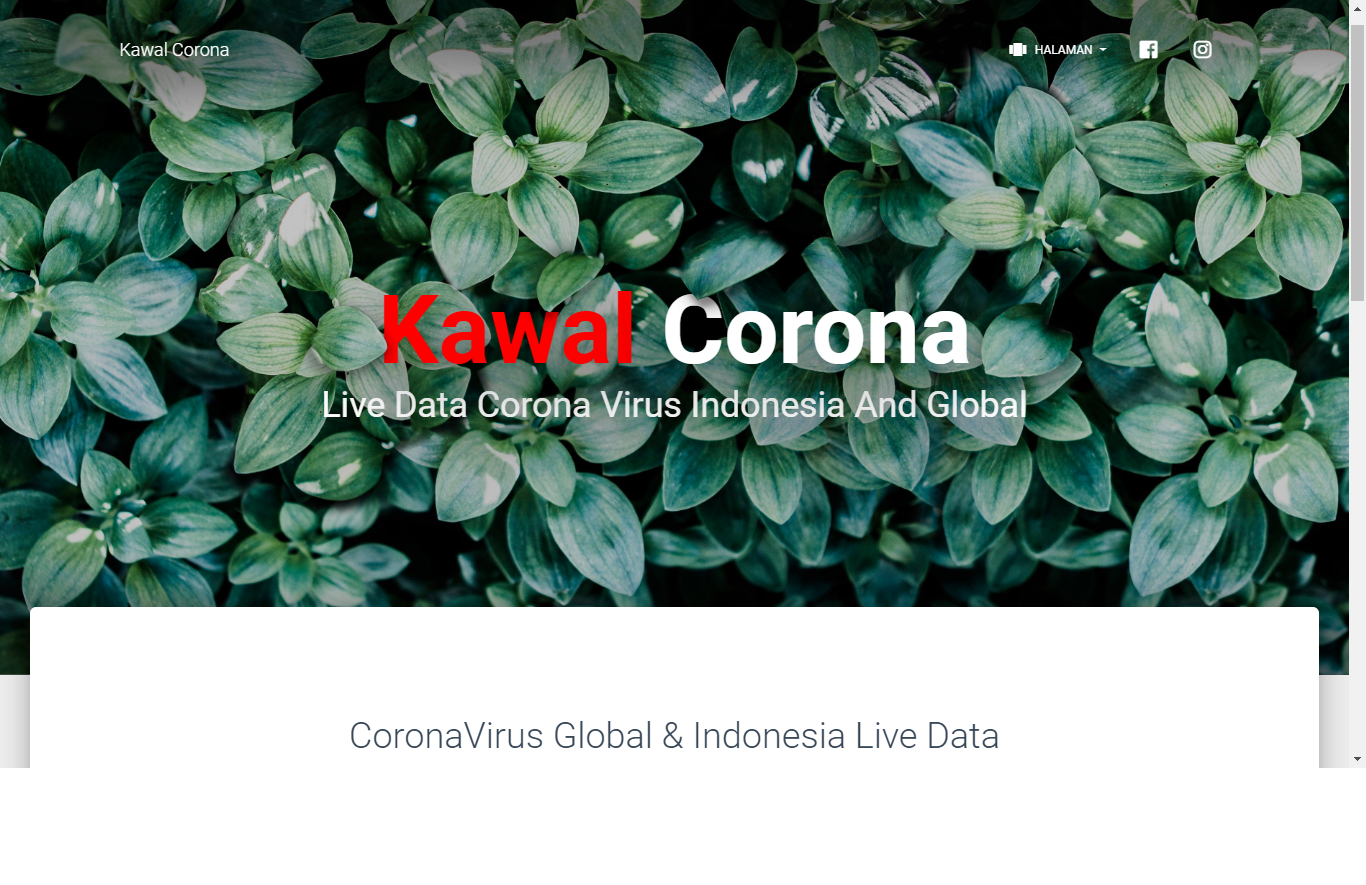 Kawal Corona
HALAMAN
Kawal Corona
Live Data Corona Virus Indonesia And Global
CoronaVirus Global & Indonesia Live Data